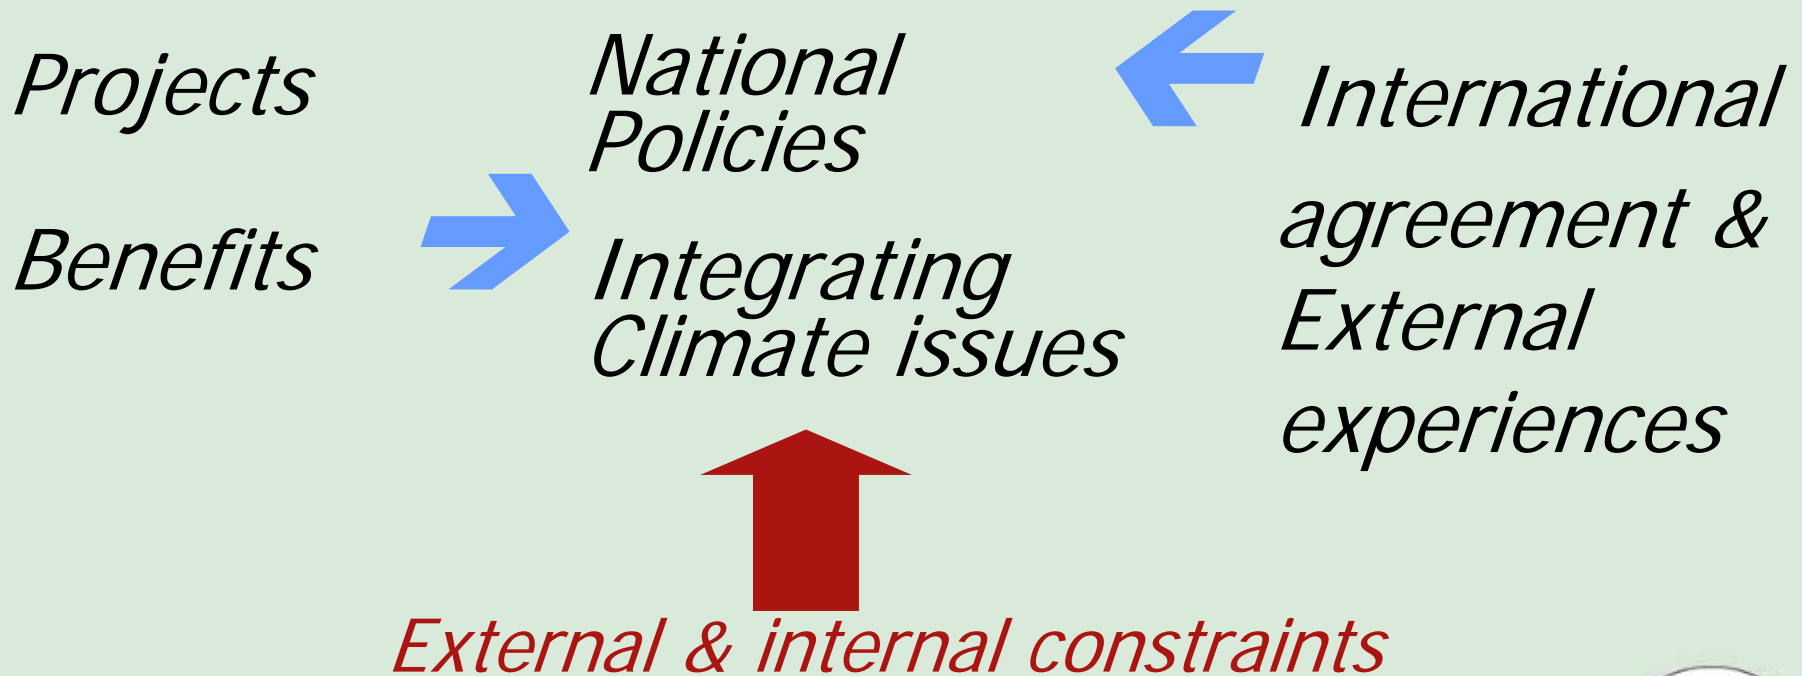 Projects
Benefits
National
Policies
Integrating
Climate issues
International
agreement &
External
experiences
External & internal constraints